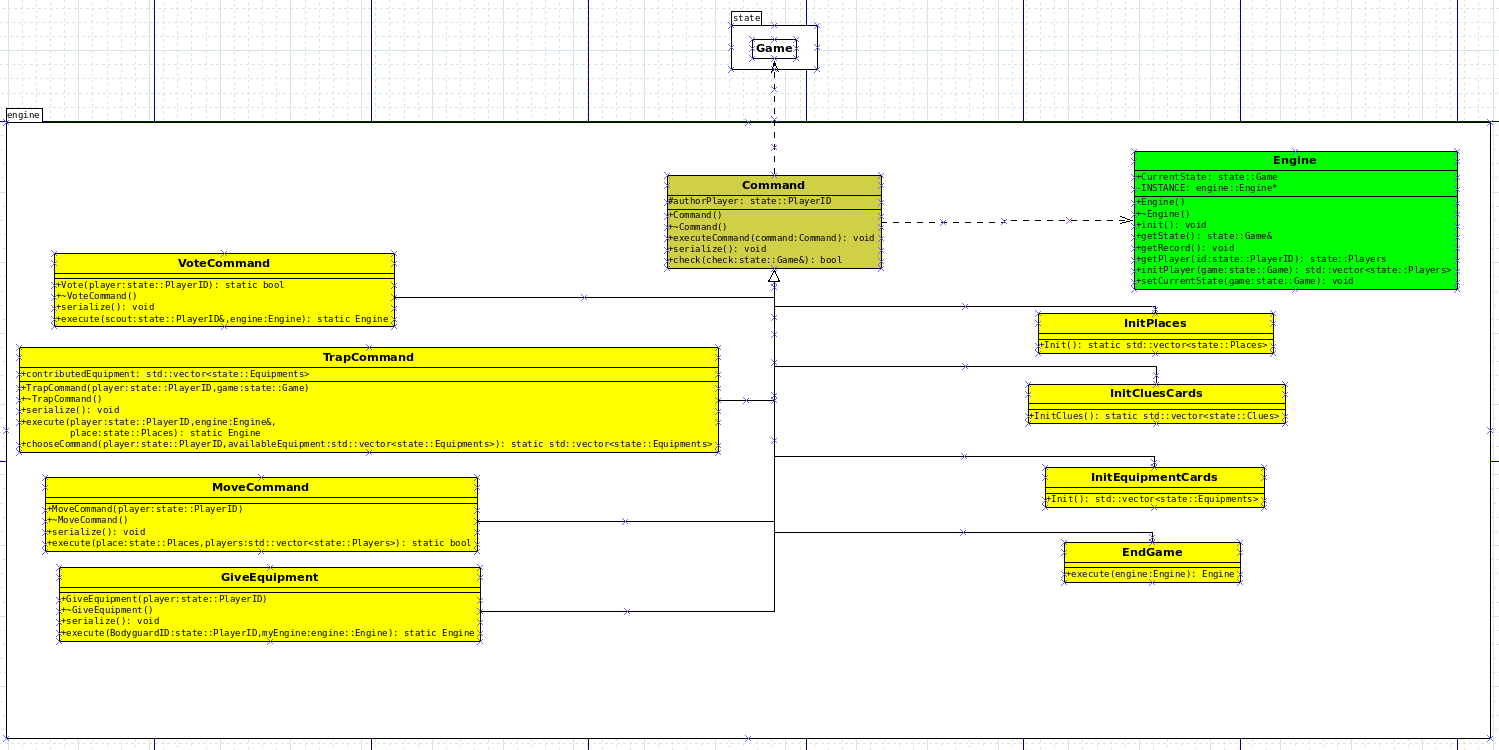 state
Game
engine
Command
#authorPlayer: state::PlayerID
+Command()
+~Command()
+executeCommand(command:Command): void
+serialize(): void
+check(check:state::Game&): bool
Engine
+CurrentState: state::Game
-INSTANCE: engine::Engine*
+Engine()
+~Engine()
+init(): void
+getState(): state::Game&
+getRecord(): void
+getPlayer(id:state::PlayerID): state::Players
+initPlayer(game:state::Game): std::vector<state::Players>
+setCurrentState(game:state::Game): void
VoteCommand
+Vote(player:state::PlayerID): static bool
+~VoteCommand()
+serialize(): void
+execute(scout:state::PlayerID&,engine:Engine): static Engine
TrapCommand
+contributedEquipment: std::vector<state::Equipments>
+TrapCommand(player:state::PlayerID,game:state::Game)
+~TrapCommand()
+serialize(): void
+execute(player:state::PlayerID,engine:Engine&,
place:state::Places): static Engine
+chooseCommand(player:state::PlayerID,availableEquipment:std::vector<state::Equipments>): static std::vector<state::Equipments>
MoveCommand
+MoveCommand(player:state::PlayerID)
+~MoveCommand()
+serialize(): void
+execute(place:state::Places,players:std::vector<state::Players>): static bool
GiveEquipment
+GiveEquipment(player:state::PlayerID)
+~GiveEquipment()
+serialize(): void
+execute(BodyguardID:state::PlayerID,myEngine:engine::Engine): static Engine
InitPlaces
+Init(): static std::vector<state::Places>
InitCluesCards
+InitClues(): static std::vector<state::Clues>
InitEquipmentCards
+Init(): std::vector<state::Equipments>
EndGame
+execute(engine:Engine): Engine